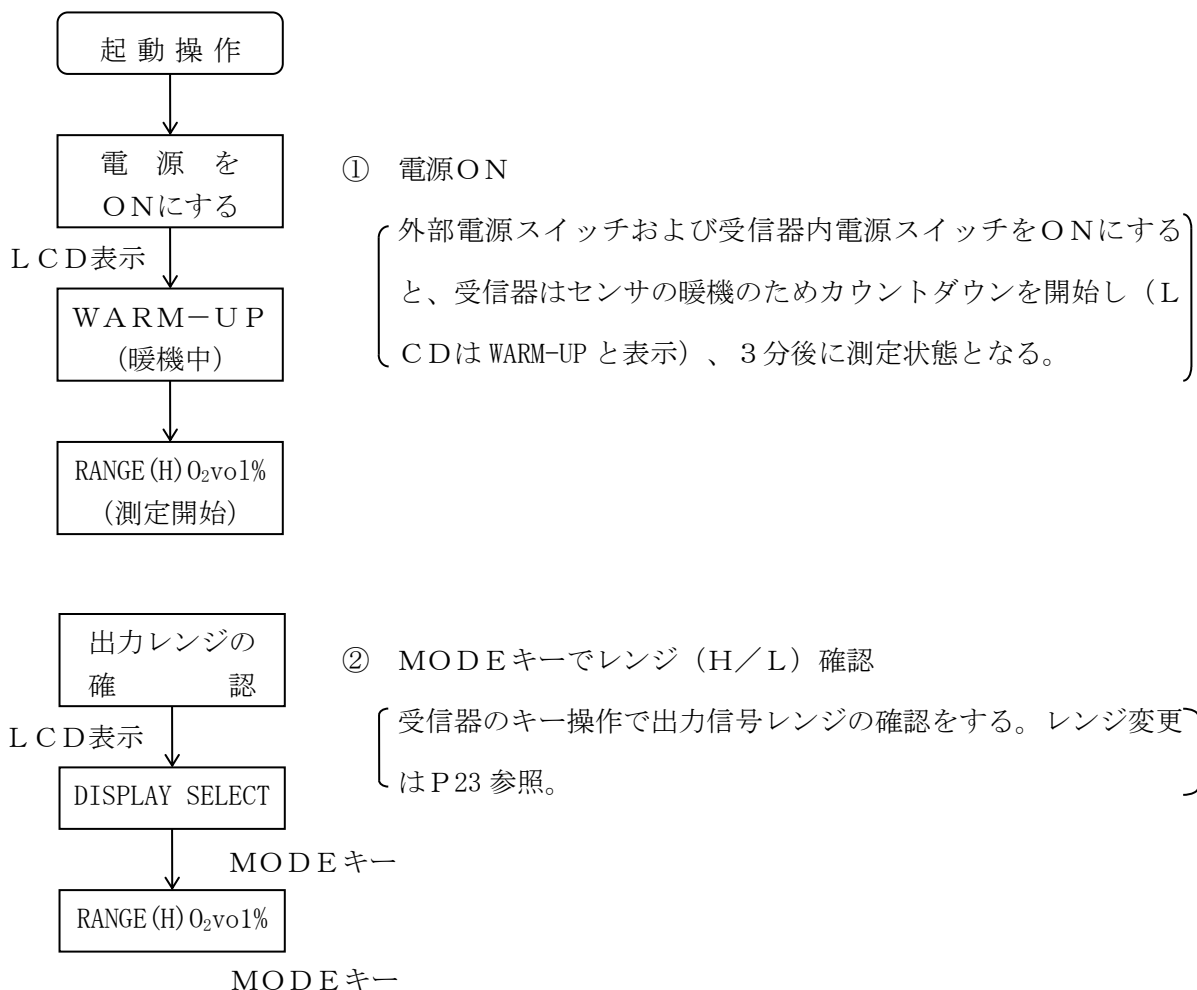 起 動 操 作
電 源 を
ＯＮにする
ＬＣＤ表示
ＷＡＲＭ－ＵＰ
(暖機中)
RANGE(H)O₂vol%
(測定開始)
① 電源ＯＮ
外部電源スイッチおよび受信器内電源スイッチをＯＮにする
と、受信器はセンサの暖機のためカウントダウンを開始し（Ｌ
ＣＤは WARM-UP と表示）、３分後に測定状態となる。
出力レンジの
確 認
ＬＣＤ表示
DISPLAY SELECT
ＭＯＤＥキー
RANGE(H)O₂vol%
ＭＯＤＥキー
② ＭＯＤＥキーでレンジ（Ｈ／Ｌ）確認
受信器のキー操作で出力信号レンジの確認をする。レンジ変更
はＰ23 参照。